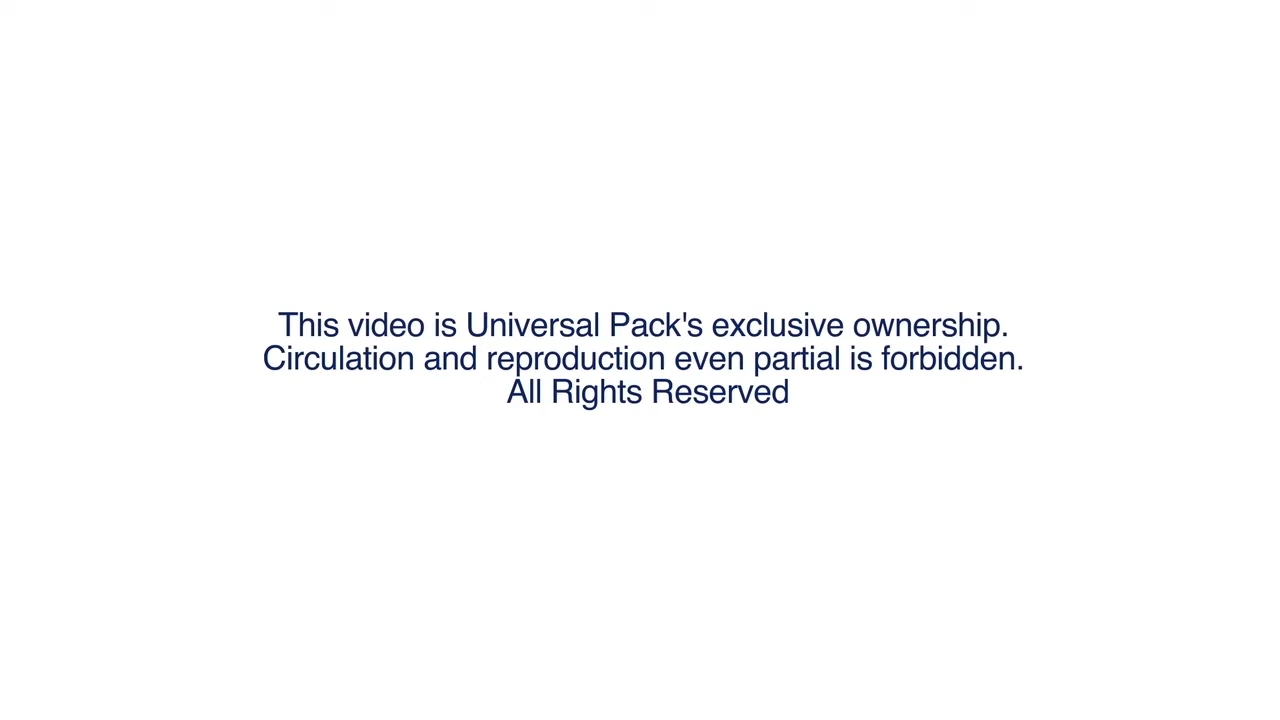 This video is Universal Pack's exclusive ownership.
Circulation and reproduction even partial is forbidden.
All Rights Reserved